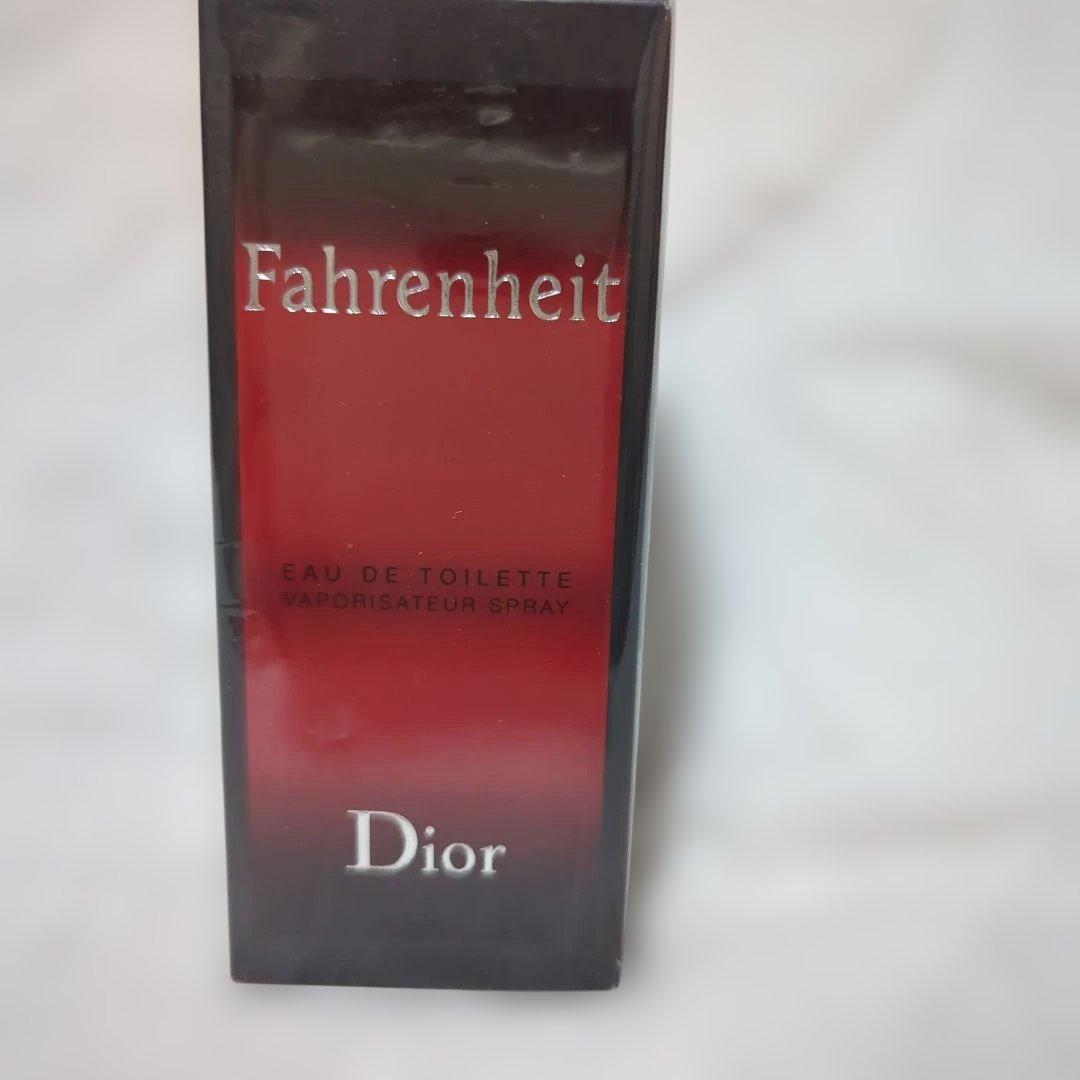 Fahrenheit
EAU DE TOILETTE
VAPORISATEUR SPRAY
Dior